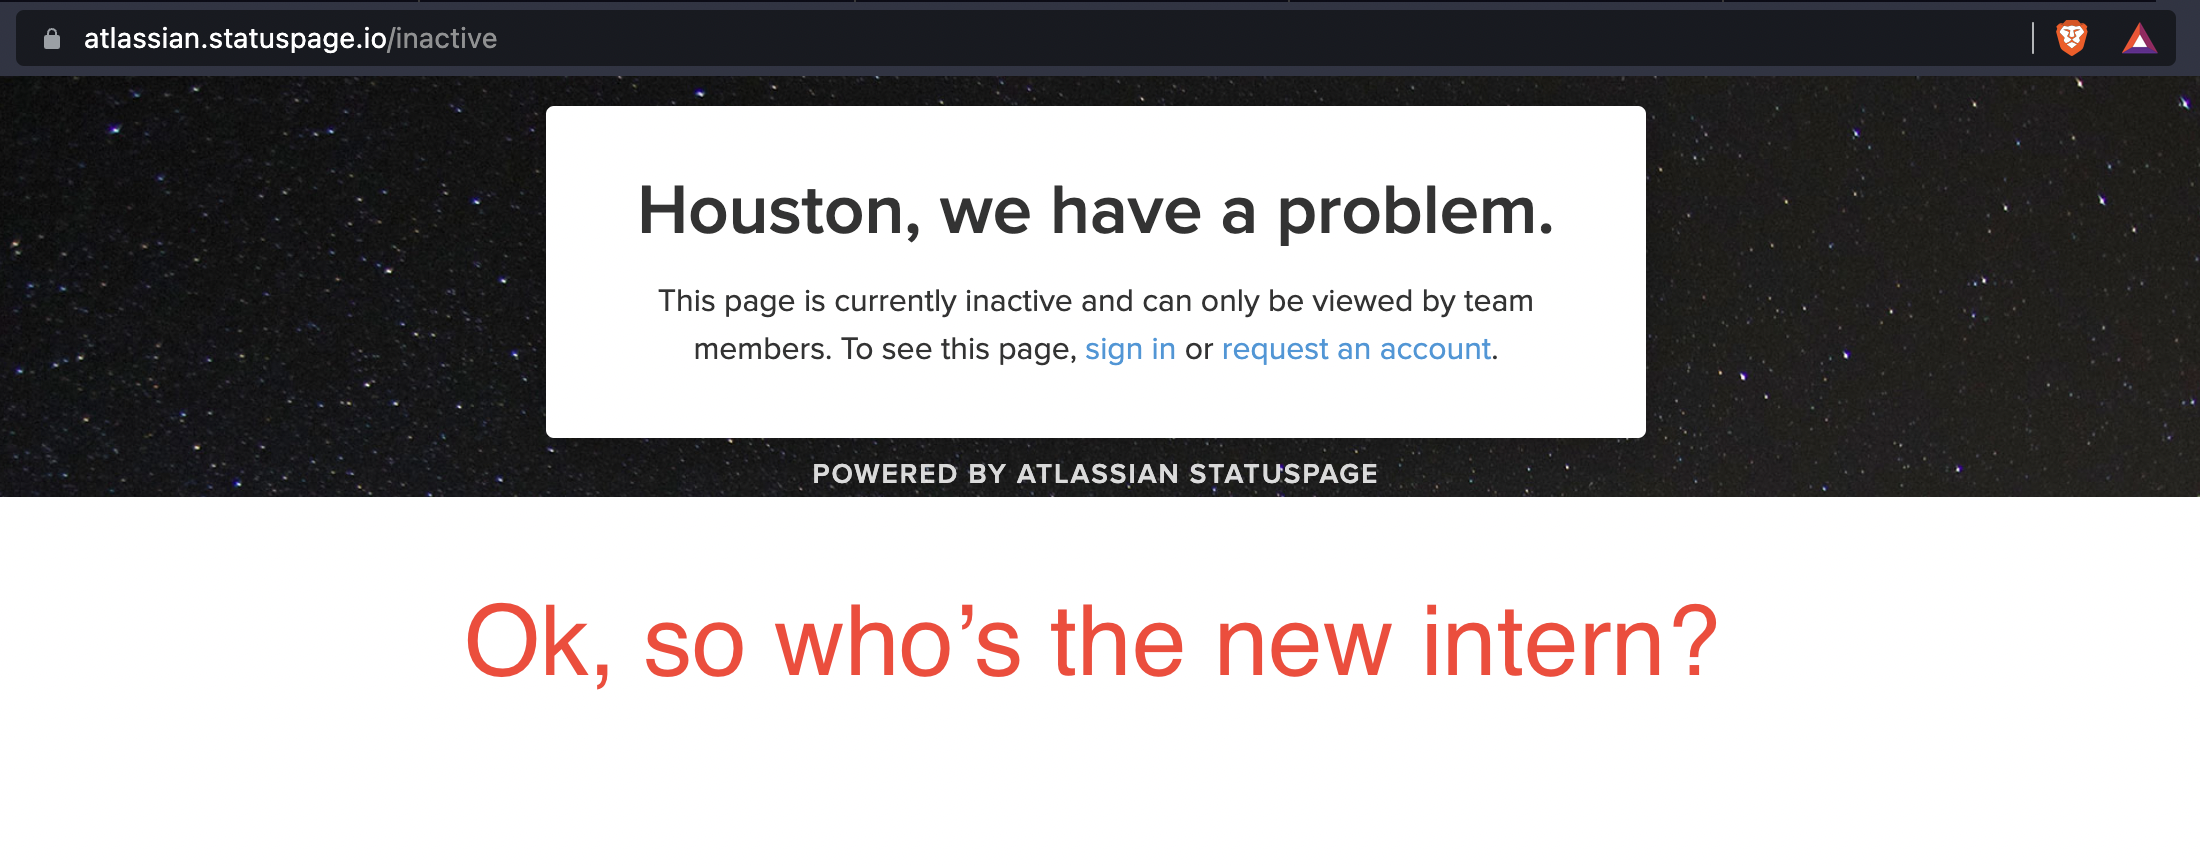 atlassian.statuspage.io/inactive
Houston, we have a problem.
This page is currently inactive and can only be viewed by team
members. To see this page, sign in or request an account.
POWERED BY ATLASSIAN STATUSPAGE
Ok, so who’s the new intern?